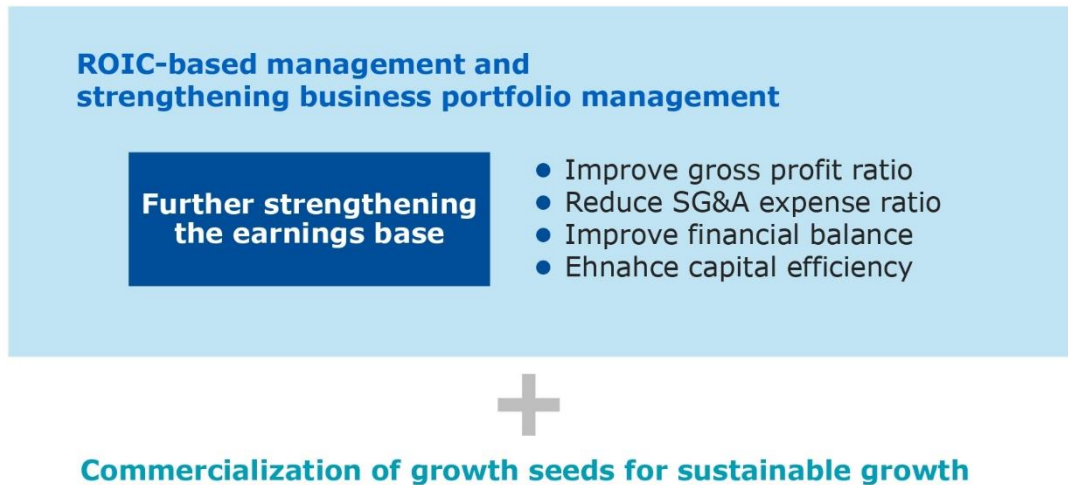 ROIC-based management and
strengthening business portfolio management
Further strengthening
the earnings base
● Improve gross profit ratio
● Reduce SG&A expense ratio
● Improve financial balance
● Ehnahce capital efficiency
+
Commercialization of growth seeds for sustainable growth